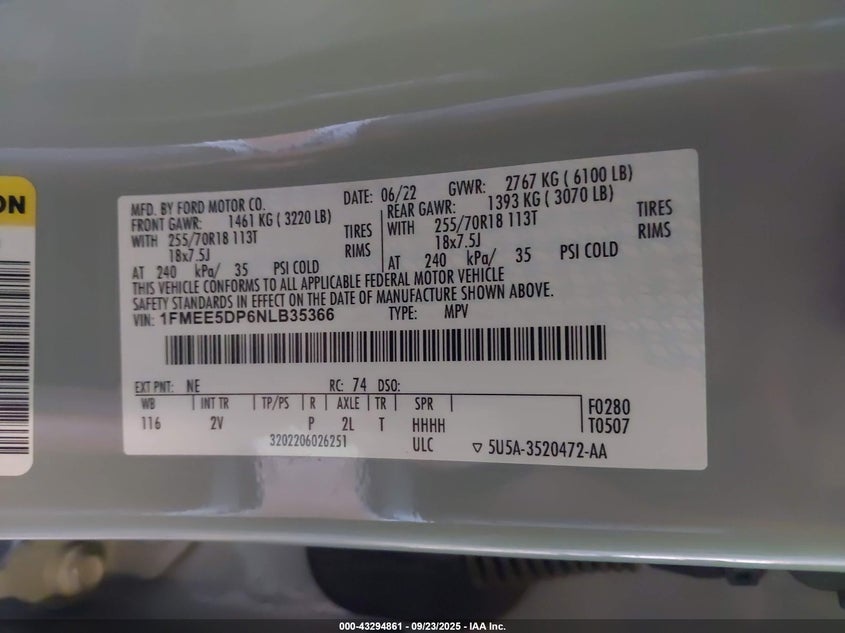 ON
MFD. BY FORD MOTOR CO. DATE: 06/22 GVWR: 2767 KG ( 6100 LB)
FRONT GAWR: 1461 KG ( 3220 LB) REAR GAWR: 1393 KG ( 3070 LB)
WITH 255/70R18 113T TIRES WITH 255/70R18 113T TIRES
18x7.5J RIMS 18x7.5J RIMS
AT 240 kPa/ 35 PSI COLD AT 240 kPa/ 35 PSI COLD
THIS VEHICLE CONFORMS TO ALL APPLICABLE FEDERAL MOTOR VEHICLE
SAFETY STANDARDS IN EFFECT ON THE DATE OF MANUFACTURE SHOWN ABOVE.
VIN: 1FMEE5DP6NLB35366 TYPE: MPV
EXT PNT: NE RC: 74 DSO:
WB INT TR TP/PS R AXLE TR SPR F0280
116 2V P 2L T HHHH T0507
3202206026251 ULC ▽ 5U5A-3520472-AA
000-43294861 - 09/23/2025 - IAA Inc.